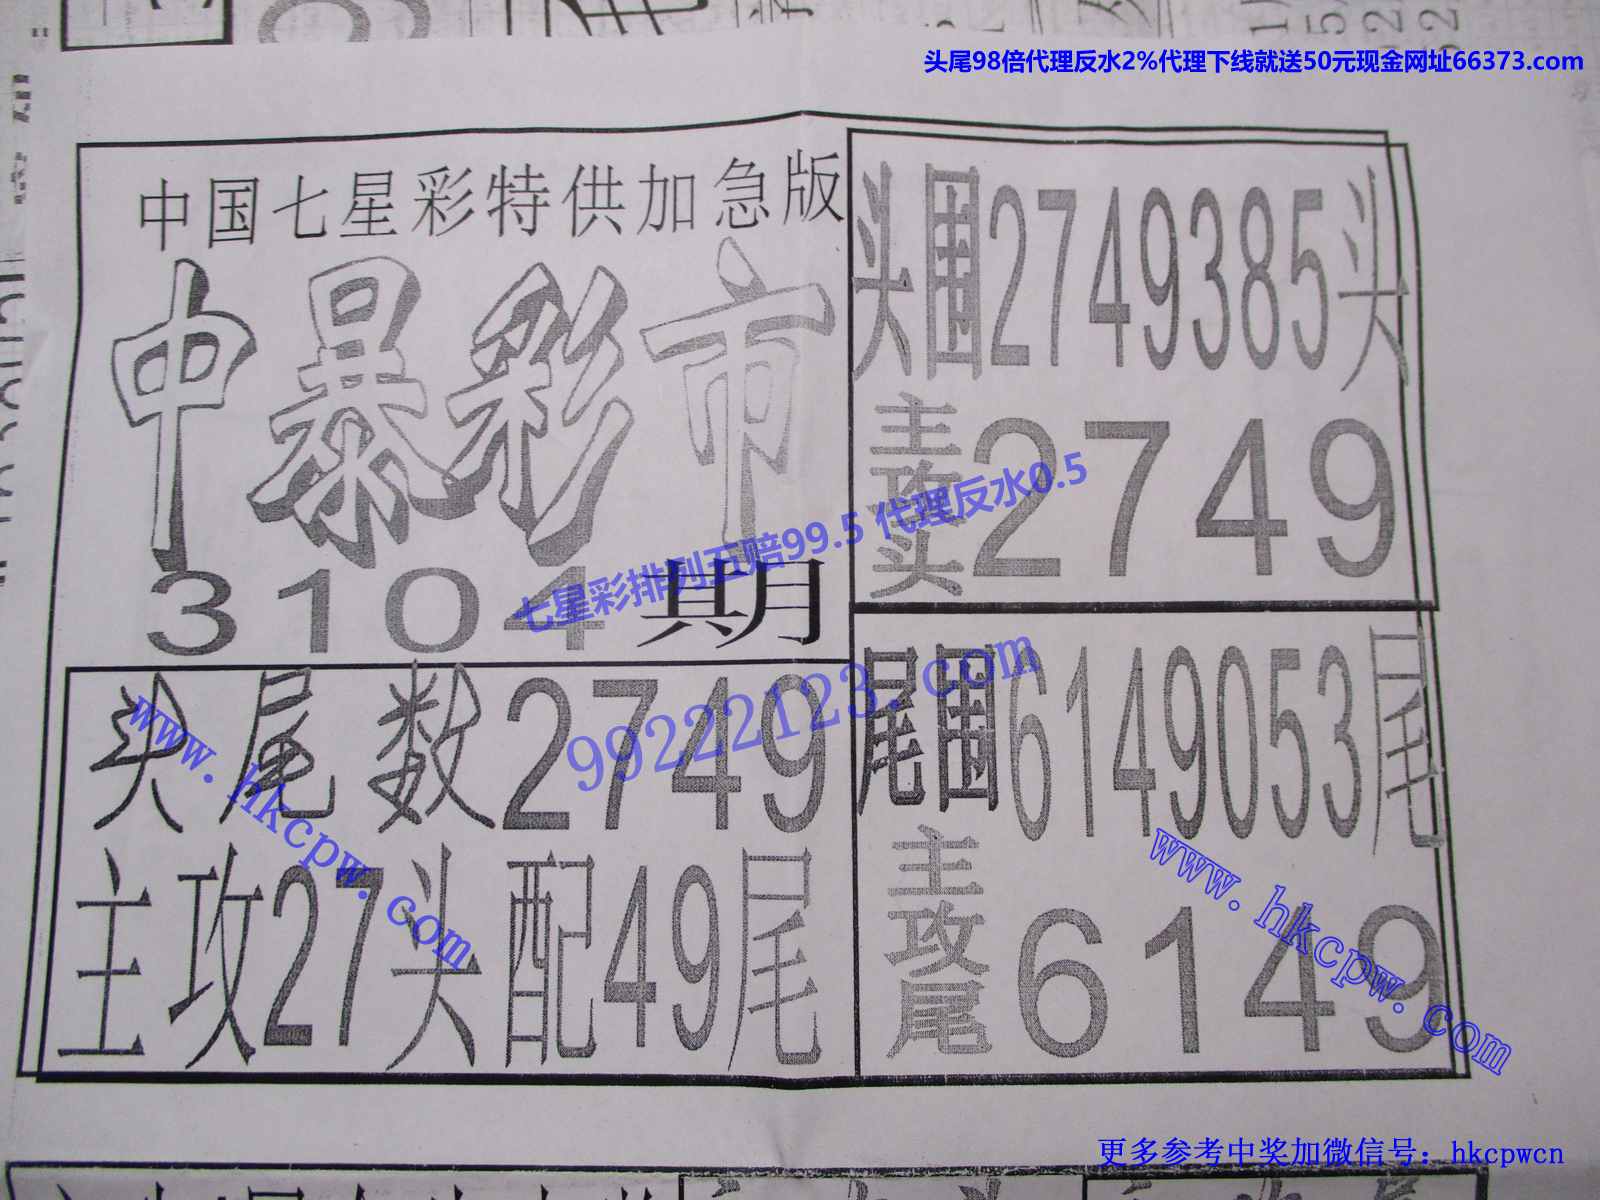 头尾98倍代理反水2%代理下线就送50元现金网址66373.com
中国七星彩特供加急版
中暴彩市
3104期
头尾数2749
主攻27头配49尾
头围2749385头
主攻头2749
尾围6149053尾
主攻尾6149
七星彩排列五赔99.5 代理反水0.5
99222123.com
www.hkcpw.com
www.hkcpw.com
更多参考中奖加微信号：hkcpwcn